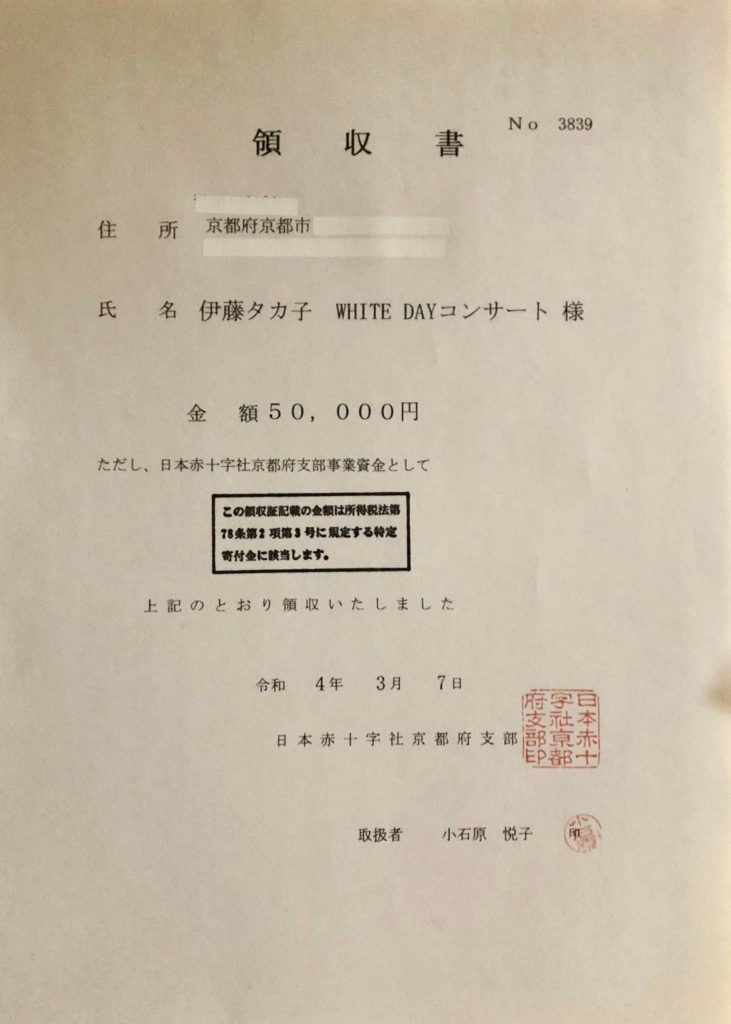 No 3839
領収書
住所 京都府京都市
氏名 伊藤タカ子 WHITE DAYコンサート 様
金額50,000円
ただし、日本赤十字社京都府支部事業資金として
この領収証記載の金額は所得税法第
78条第2項第3号に規定する特定
寄付金に該当します。
上記のとおり領収いたしました
令和 4年 3月 7日
日本赤十字社京都府支部
日本赤十
字社京都
府支部印
取扱者 小石原 悦子 印